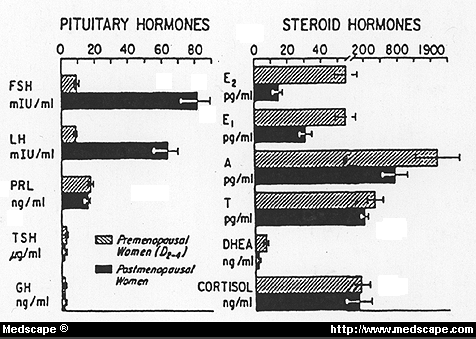 PITUITARY HORMONES
0 20 40 60 80
FSH
mIU/ml
LH
mIU/ml
PRL
ng/ml
TSH
μg/ml
GH
ng/ml
Premenopausal
Women (D2-4)
Postmenopausal
Women
STEROID HORMONES
0 20 40 200 800 1900
E2
pg/ml
E1
pg/ml
A
pg/ml
T
pg/ml
DHEA
ng/ml
CORTISOL
ng/ml
Medscape ® http://www.medscape.com